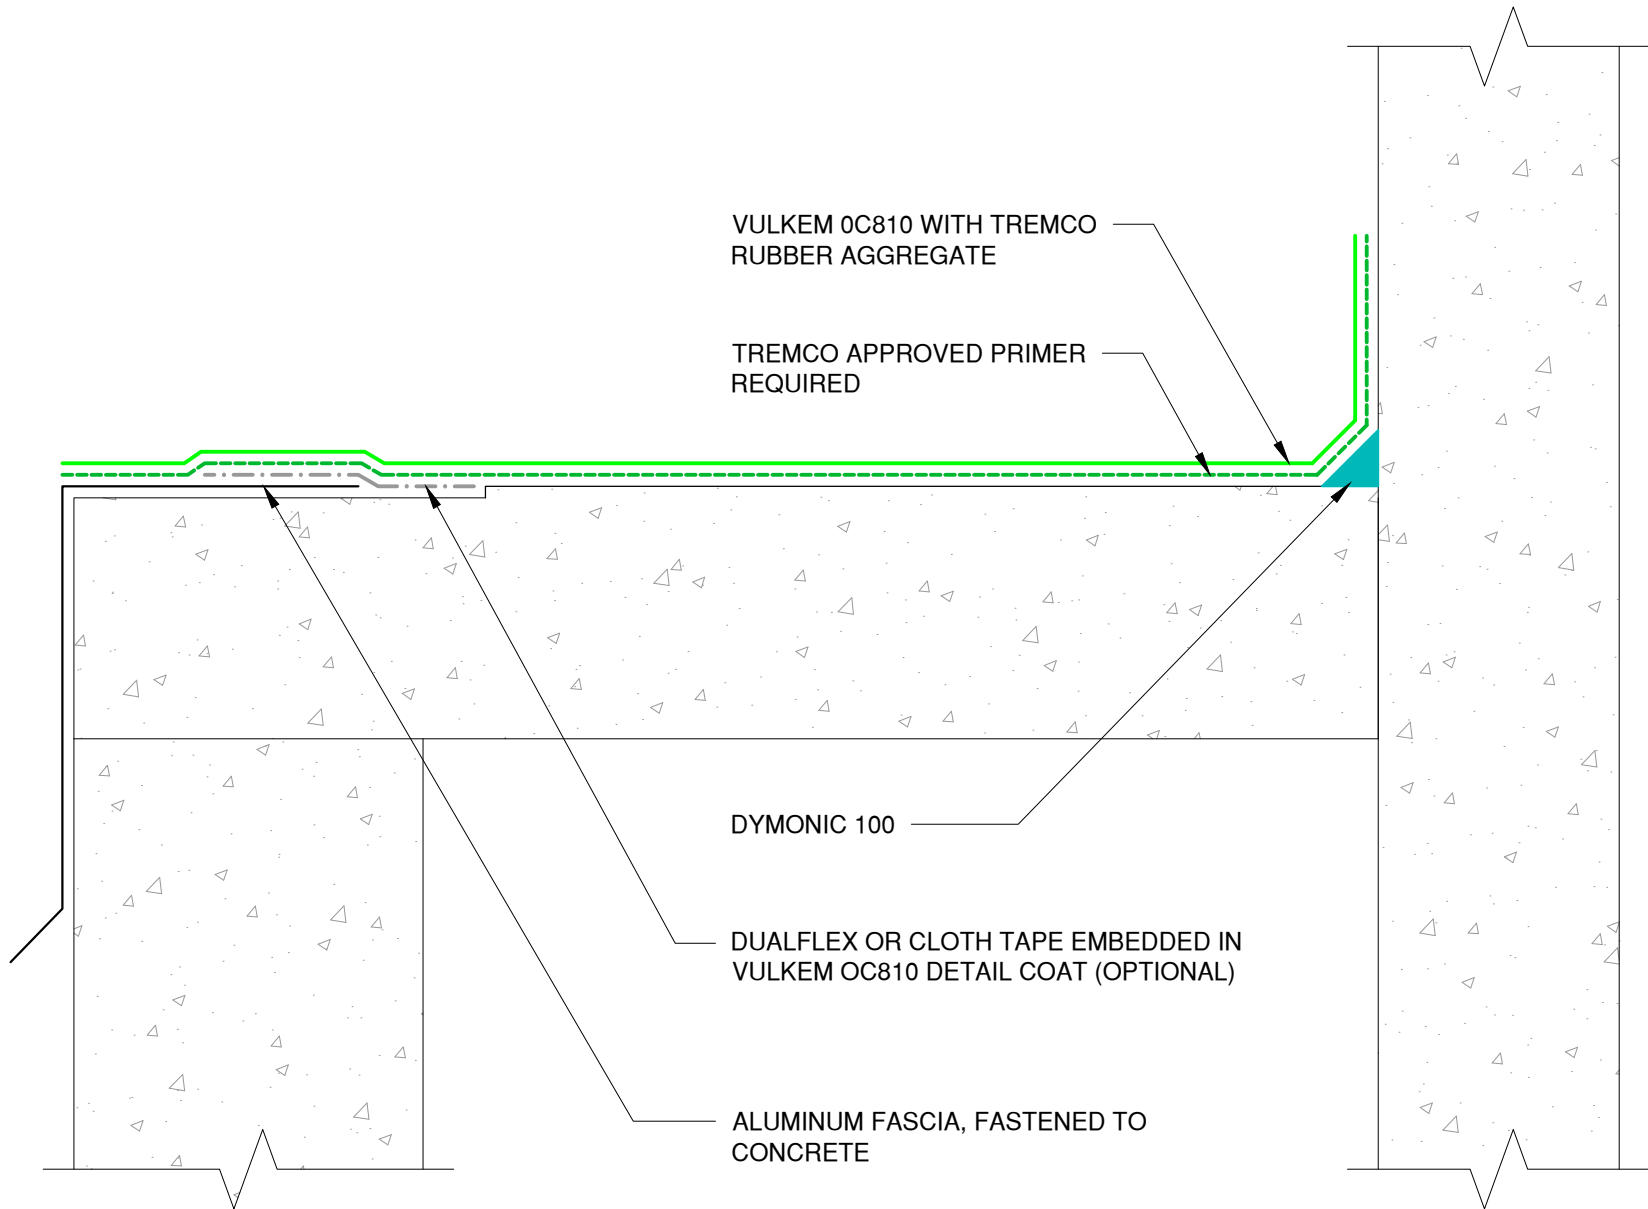 VULKEM 0C810 WITH TREMCO
RUBBER AGGREGATE
TREMCO APPROVED PRIMER
REQUIRED
DYMONIC 100
DUALFLEX OR CLOTH TAPE EMBEDDED IN
VULKEM OC810 DETAIL COAT (OPTIONAL)
ALUMINUM FASCIA, FASTENED TO
CONCRETE